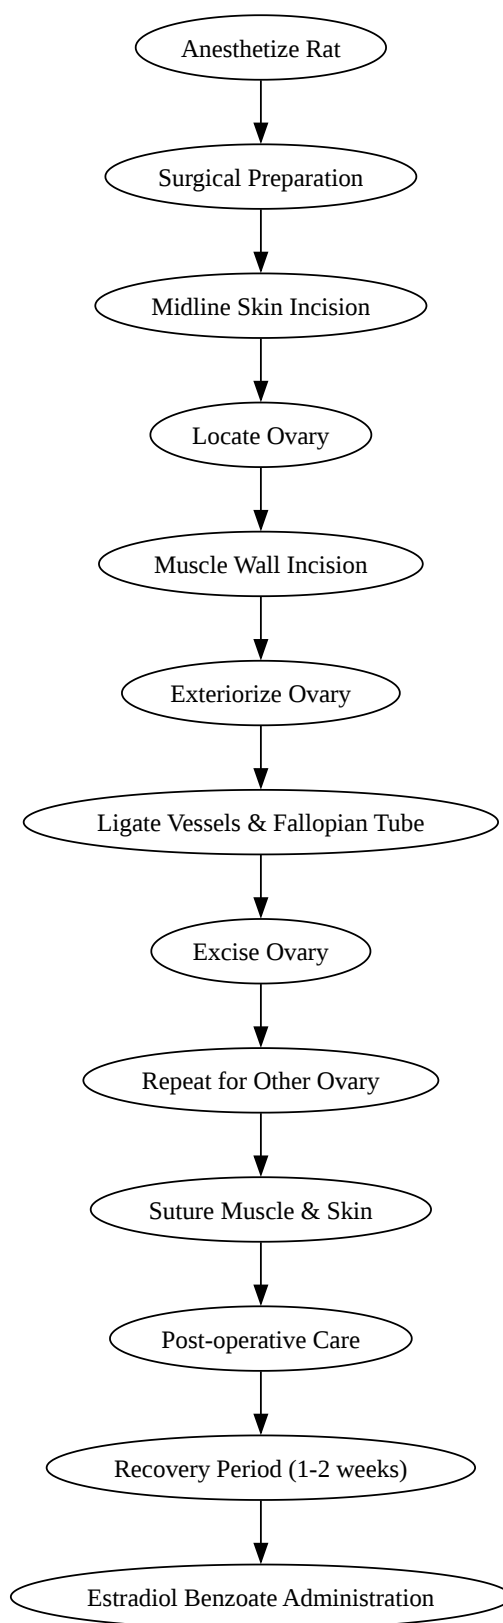 Anesthetize Rat
Surgical Preparation
Midline Skin Incision
Locate Ovary
Muscle Wall Incision
Exteriorize Ovary
Ligate Vessels & Fallopian Tube
Excise Ovary
Repeat for Other Ovary
Suture Muscle & Skin
Post-operative Care
Recovery Period (1-2 weeks)
Estradiol Benzoate Administration